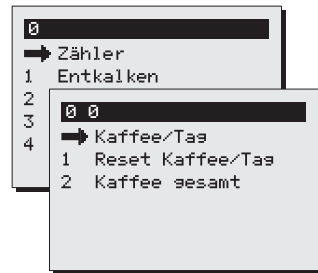 0
Zähler
1 Entkalken
2
3
4
0 0
Kaffee/Tag
1 Reset Kaffee/Tag
2 Kaffee gesamt